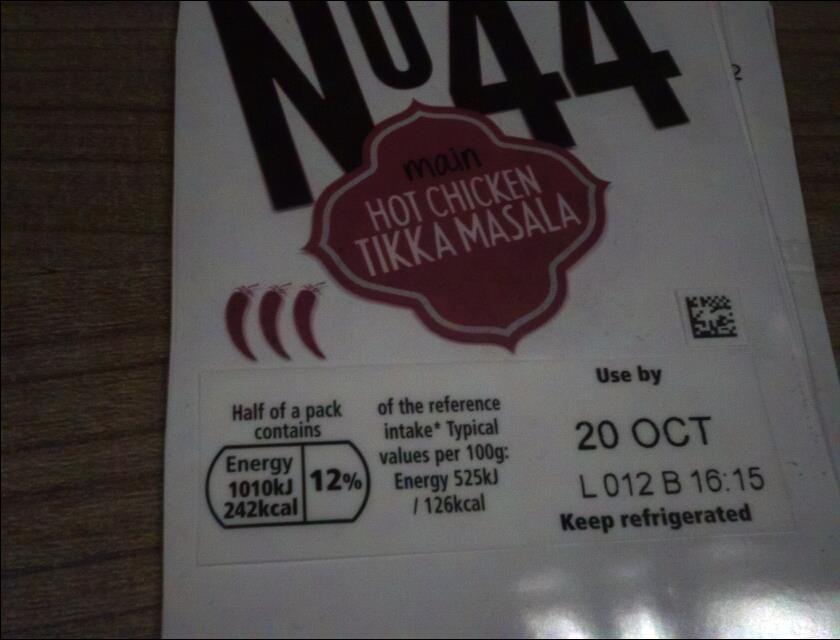 No44
main
HOT CHICKEN
TIKKA MASALA
Half of a pack
contains
Energy
1010kJ
242kcal
12%
of the reference
intake* Typical
values per 100g:
Energy 525kJ
/ 126kcal
Use by
20 OCT
L 012 B 16:15
Keep refrigerated
2